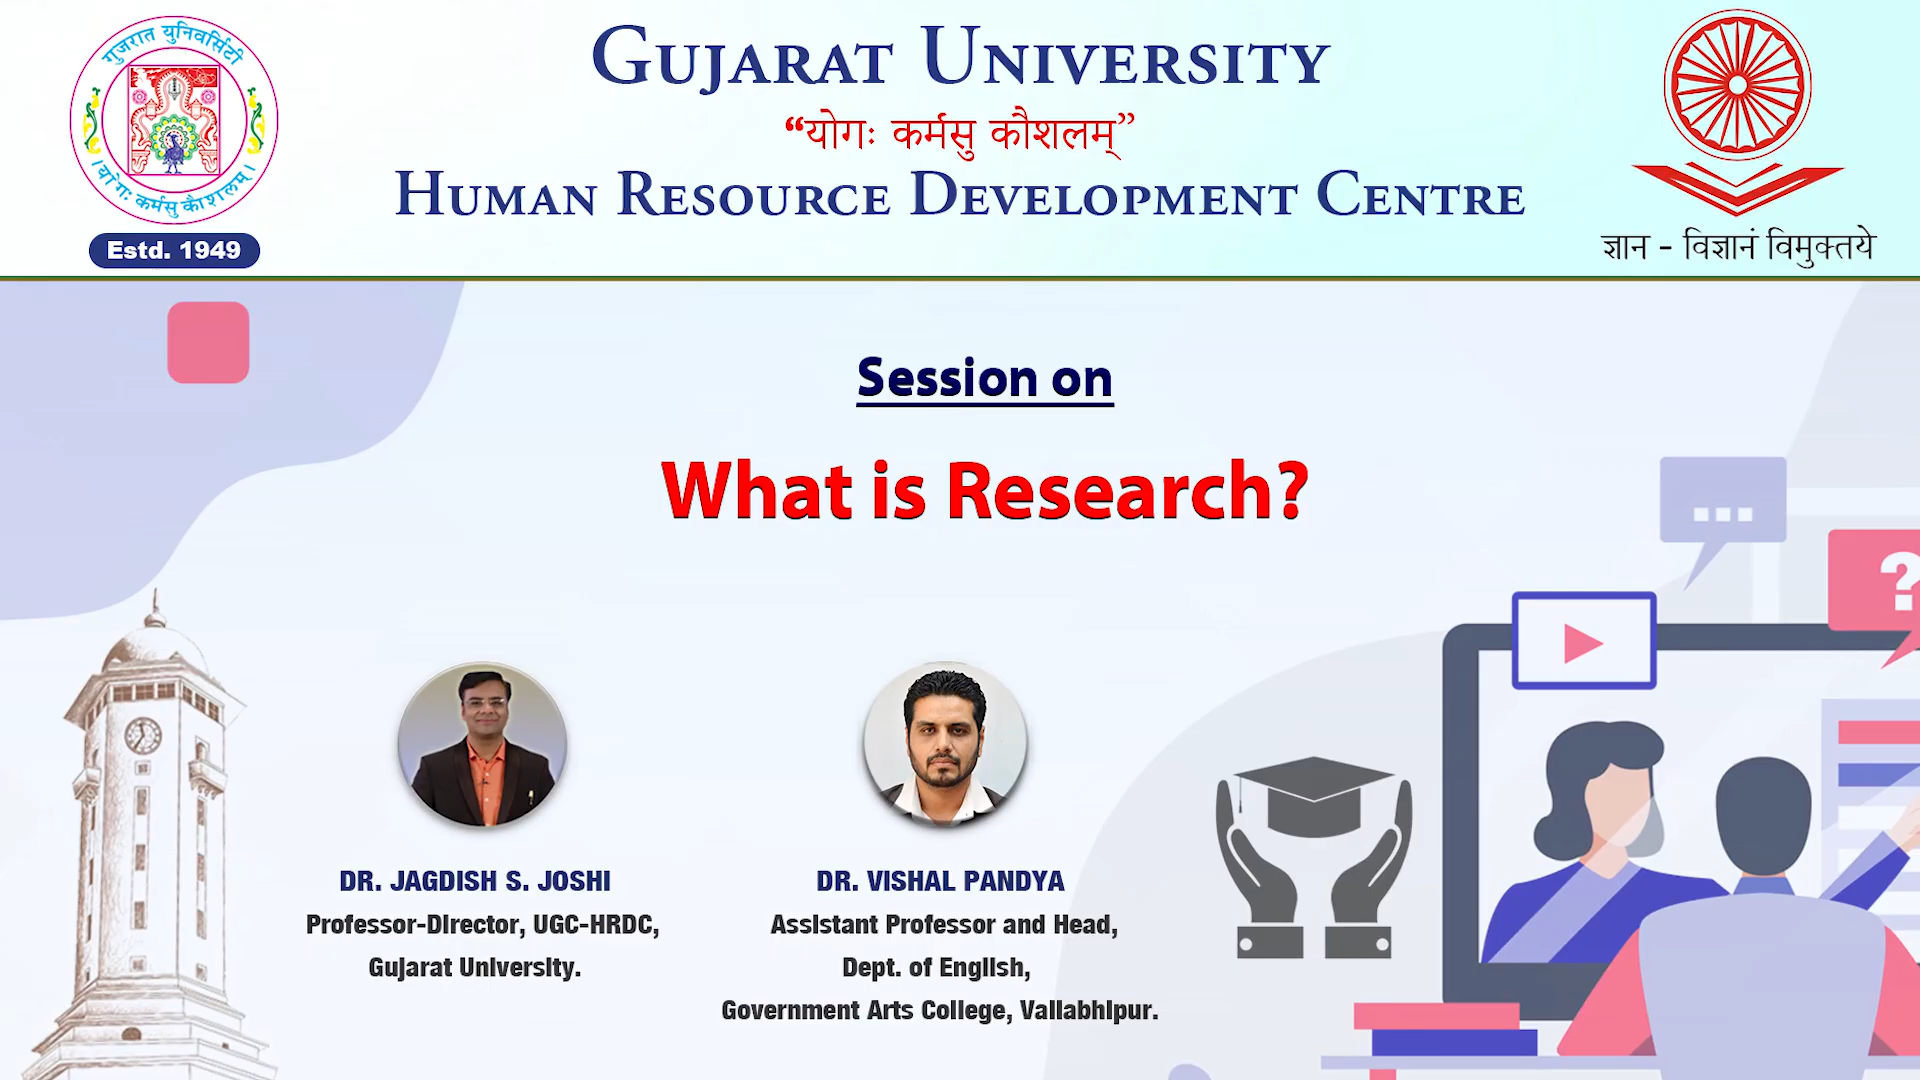 गुजरात युनिवर्सिटी
। योगः कर्मसु कौशलम् ।
Estd. 1949
GUJARAT UNIVERSITY
“योगः कर्मसु कौशलम्”
HUMAN RESOURCE DEVELOPMENT CENTRE
ज्ञान - विज्ञानं विमुक्तये
Session on
What is Research?
...
?
DR. JAGDISH S. JOSHI
Professor-Director, UGC-HRDC,
Gujarat University.
DR. VISHAL PANDYA
Assistant Professor and Head,
Dept. of English,
Government Arts College, Vallabhipur.